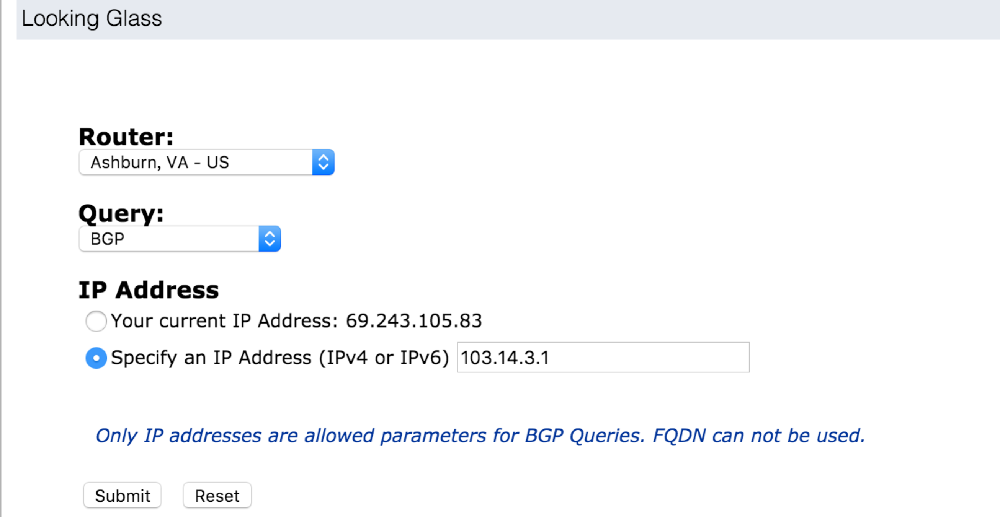 Looking Glass
Router:
Ashburn, VA - US
Query:
BGP
IP Address
Your current IP Address: 69.243.105.83
Specify an IP Address (IPv4 or IPv6) 103.14.3.1
Only IP addresses are allowed parameters for BGP Queries. FQDN can not be used.
Submit Reset